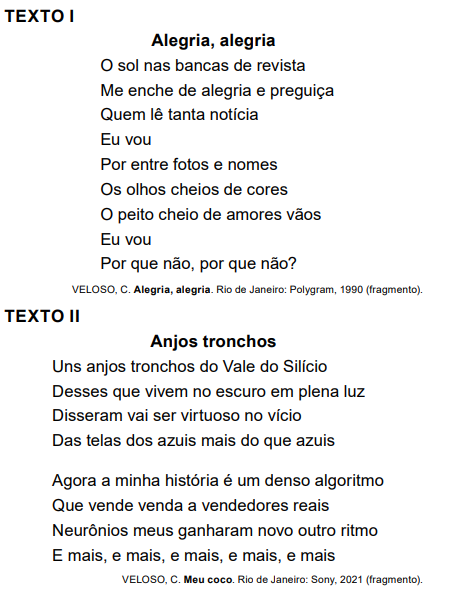 TEXTO I
Alegria, alegria
O sol nas bancas de revista
Me enche de alegria e preguiça
Quem lê tanta notícia
Eu vou
Por entre fotos e nomes
Os olhos cheios de cores
O peito cheio de amores vãos
Eu vou
Por que não, por que não?
VELOSO, C. Alegria, alegria. Rio de Janeiro: Polygram, 1990 (fragmento).
TEXTO II
Anjos tronchos
Uns anjos tronchos do Vale do Silício
Desses que vivem no escuro em plena luz
Disseram vai ser virtuoso no vício
Das telas dos azuis mais do que azuis
Agora a minha história é um denso algoritmo
Que vende venda a vendedores reais
Neurônios meus ganharam novo outro ritmo
E mais, e mais, e mais, e mais, e mais
VELOSO, C. Meu coco. Rio de Janeiro: Sony, 2021 (fragmento).